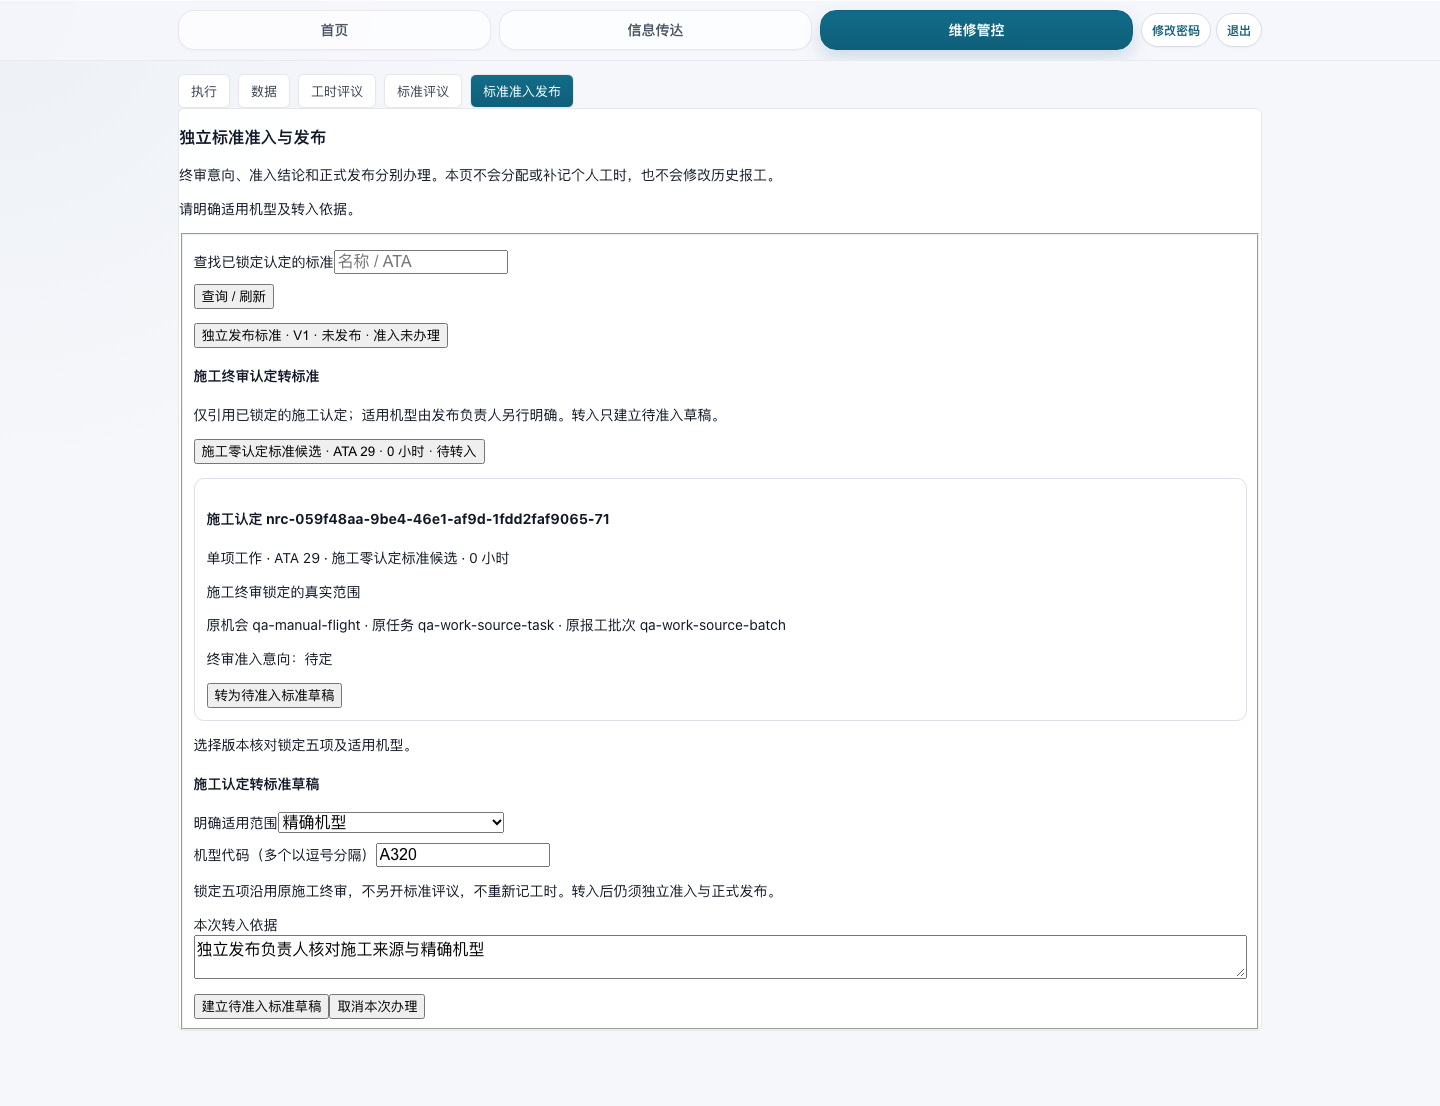 首页 信息传达 维修管控 修改密码 退出
执行 数据 工时评议 标准评议 标准准入发布
独立标准准入与发布
终审意向、准入结论和正式发布分别办理。本页不会分配或补记个人工时，也不会修改历史报工。
请明确适用机型及转入依据。
查找已锁定认定的标准 名称 / ATA
查询 / 刷新
独立发布标准 · V1 · 未发布 · 准入未办理
施工终审认定转标准
仅引用已锁定的施工认定；适用机型由发布负责人另行明确。转入只建立待准入草稿。
施工零认定标准候选 · ATA 29 · 0 小时 · 待转入
施工认定 nrc-059f48aa-9be4-46e1-af9d-1fdd2faf9065-71
单项工作 · ATA 29 · 施工零认定标准候选 · 0 小时
施工终审锁定的真实范围
原机会 qa-manual-flight · 原任务 qa-work-source-task · 原报工批次 qa-work-source-batch
终审准入意向：待定
转为待准入标准草稿
选择版本核对锁定五项及适用机型。
施工认定转标准草稿
明确适用范围 精确机型
机型代码（多个以逗号分隔） A320
锁定五项沿用原施工终审，不另开标准评议，不重新记工时。转入后仍须独立准入与正式发布。
本次转入依据
独立发布负责人核对施工来源与精确机型
建立待准入标准草稿 取消本次办理